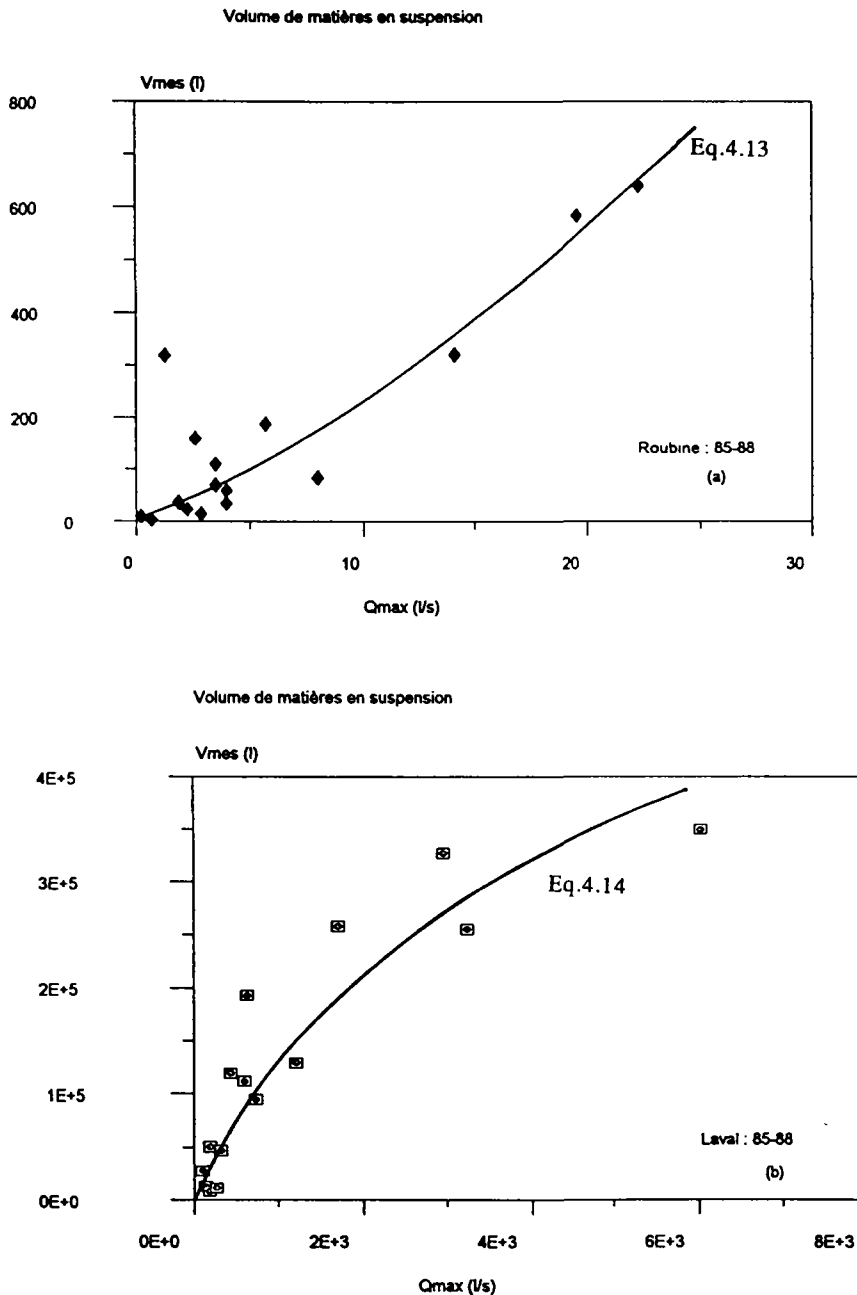 Volume de matières en suspension
Vmes (l)
800
600
400
200
0
Eq.4.13
Roubine : 85-88
(a)
0 10 20 30
Qmax (l/s)
Volume de matières en suspension
Vmes (l)
4E+5
3E+5
2E+5
1E+5
0E+0
Eq.4.14
Laval : 85-88
(b)
0E+0 2E+3 4E+3 6E+3 8E+3
Qmax (l/s)